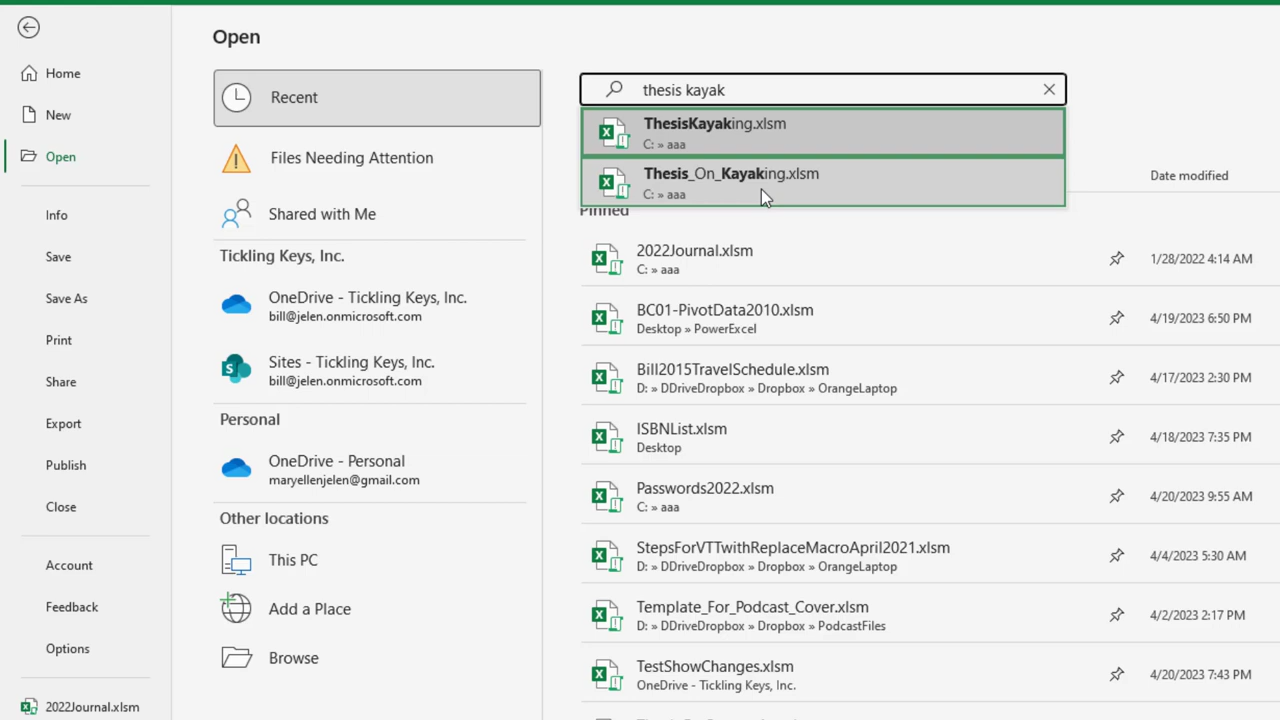 Open
Home
New
Open
Info
Save
Save As
Print
Share
Export
Publish
Close
Account
Feedback
Options
2022Journal.xlsm
Recent
Files Needing Attention
Shared with Me
Tickling Keys, Inc.
OneDrive - Tickling Keys, Inc.
bill@jelen.onmicrosoft.com
Sites - Tickling Keys, Inc.
bill@jelen.onmicrosoft.com
Personal
OneDrive - Personal
maryellenjelen@gmail.com
Other locations
This PC
Add a Place
Browse
thesis kayak
ThesisKayaking.xlsm
C: » aaa
Thesis_On_Kayaking.xlsm
C: » aaa
Date modified
Pinned
2022Journal.xlsm
C: » aaa
1/28/2022 4:14 AM
BC01-PivotData2010.xlsm
Desktop » PowerExcel
4/19/2023 6:50 PM
Bill2015TravelSchedule.xlsm
D: » DDriveDropbox » Dropbox » OrangeLaptop
4/17/2023 2:30 PM
ISBNList.xlsm
Desktop
4/18/2023 7:35 PM
Passwords2022.xlsm
C: » aaa
4/20/2023 9:55 AM
StepsForVTTwithReplaceMacroApril2021.xlsm
D: » DDriveDropbox » Dropbox » OrangeLaptop
4/4/2023 5:30 AM
Template_For_Podcast_Cover.xlsm
D: » DDriveDropbox » Dropbox » PodcastFiles
4/2/2023 2:17 PM
TestShowChanges.xlsm
OneDrive - Tickling Keys, Inc.
4/20/2023 7:43 PM